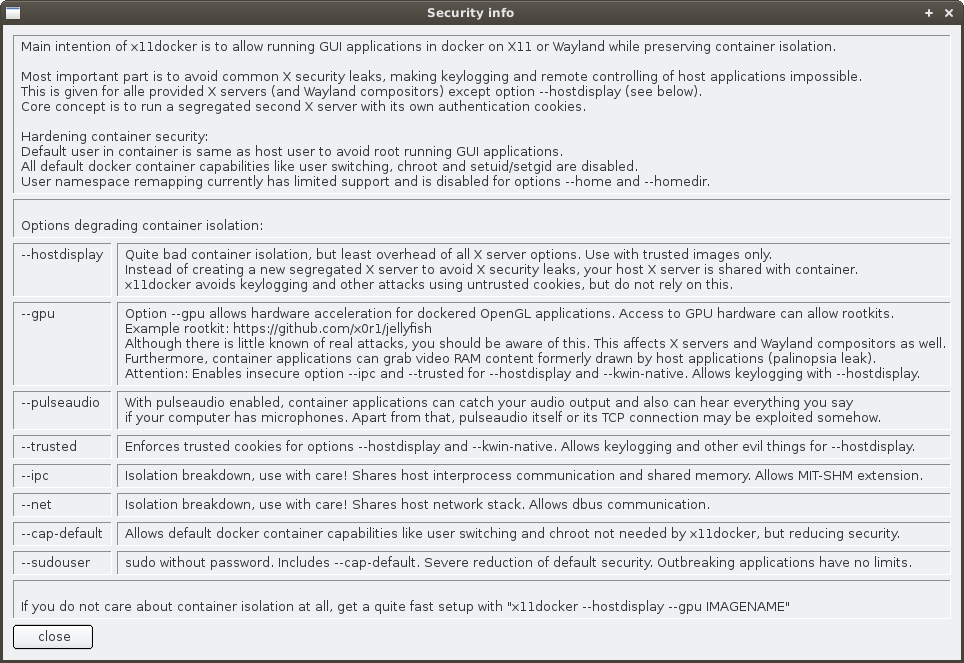 Security info
Main intention of x11docker is to allow running GUI applications in docker on X11 or Wayland while preserving container isolation.
Most important part is to avoid common X security leaks, making keylogging and remote controlling of host applications impossible.
This is given for alle provided X servers (and Wayland compositors) except option --hostdisplay (see below).
Core concept is to run a segregated second X server with its own authentication cookies.
Hardening container security:
Default user in container is same as host user to avoid root running GUI applications.
All default docker container capabilities like user switching, chroot and setuid/setgid are disabled.
User namespace remapping currently has limited support and is disabled for options --home and --homedir.
Options degrading container isolation:
--hostdisplay
Quite bad container isolation, but least overhead of all X server options. Use with trusted images only.
Instead of creating a new segregated X server to avoid X security leaks, your host X server is shared with container.
x11docker avoids keylogging and other attacks using untrusted cookies, but do not rely on this.
--gpu
Option --gpu allows hardware acceleration for dockered OpenGL applications. Access to GPU hardware can allow rootkits.
Example rootkit: https://github.com/x0r1/jellyfish
Although there is little known of real attacks, you should be aware of this. This affects X servers and Wayland compositors as well.
Furthermore, container applications can grab video RAM content formerly drawn by host applications (palinopsia leak).
Attention: Enables insecure option --ipc and --trusted for --hostdisplay and --kwin-native. Allows keylogging with --hostdisplay.
--pulseaudio
With pulseaudio enabled, container applications can catch your audio output and also can hear everything you say
if your computer has microphones. Apart from that, pulseaudio itself or its TCP connection may be exploited somehow.
--trusted
Enforces trusted cookies for options --hostdisplay and --kwin-native. Allows keylogging and other evil things for --hostdisplay.
--ipc
Isolation breakdown, use with care! Shares host interprocess communication and shared memory. Allows MIT-SHM extension.
--net
Isolation breakdown, use with care! Shares host network stack. Allows dbus communication.
--cap-default
Allows default docker container capabilities like user switching and chroot not needed by x11docker, but reducing security.
--sudouser
sudo without password. Includes --cap-default. Severe reduction of default security. Outbreaking applications have no limits.
If you do not care about container isolation at all, get a quite fast setup with "x11docker --hostdisplay --gpu IMAGENAME"
close